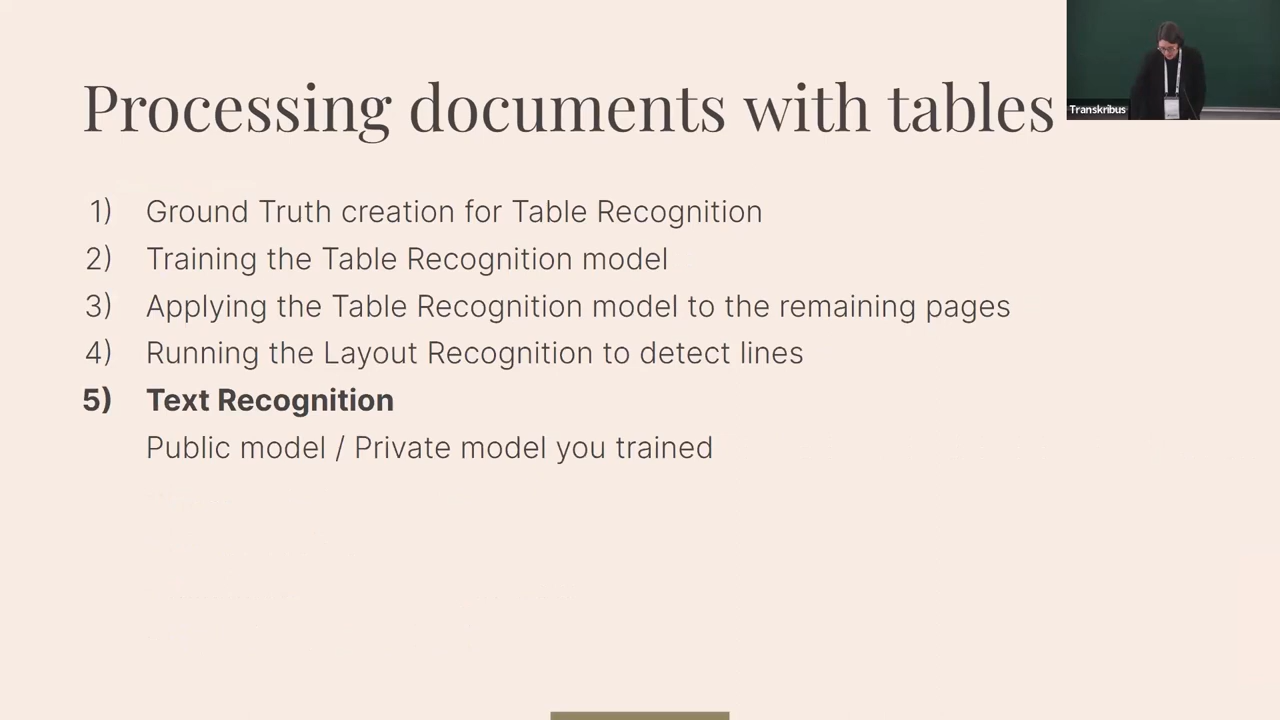 Processing documents with tables
Transkribus
1) Ground Truth creation for Table Recognition
2) Training the Table Recognition model
3) Applying the Table Recognition model to the remaining pages
4) Running the Layout Recognition to detect lines
5) Text Recognition
Public model / Private model you trained